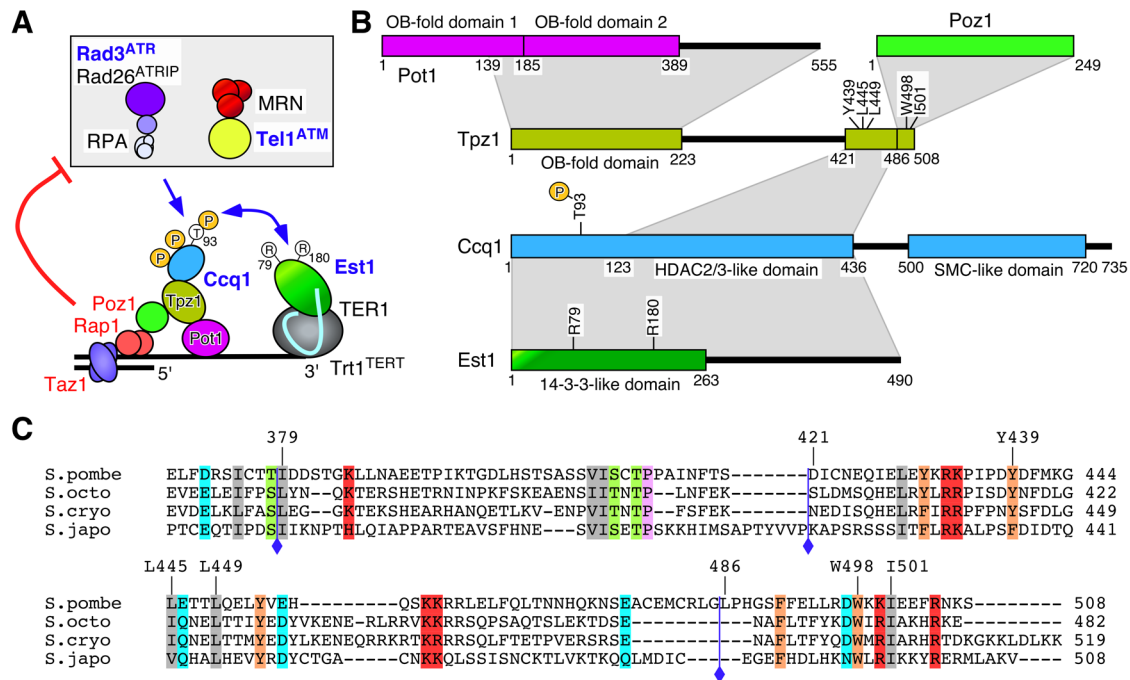 A
Rad3ATR
Rad26ATRIP
RPA
MRN
Tel1ATM
P
P
P
T
93
R
79
R
180
Ccq1
Est1
Tpz1
TER1
Poz1
Rap1
Pot1
Trt1TERT
Taz1
5'
3'
B
OB-fold domain 1
OB-fold domain 2
Poz1
1
139
185
389
555
Pot1
1
249
Y439
L445
L449
W498
I501
Tpz1
1
OB-fold domain
223
421
486
508
P
T93
Ccq1
1
123
HDAC2/3-like domain
436
500
SMC-like domain
720
735
R79
R180
Est1
1
14-3-3-like domain
263
490
C
379 421 Y439
S.pombe ELFDRSICTTIDDSTGKLLNAEETPIKTGDLHSTSASSVISCTPPAINFTS------DICNEQIELEYKRKPIPDYDFMKG 444
S.octo EVEELEIFPSLYN--QKTERSHETRNINPKFSKEAENSIITNTP--LNFEK------SLDMSQHELRYLRRPISDYNFDLG 422
S.cryo EVDELKLFASLEG--GKTEKSHERAHANQETLKV-ENPVITNTP--FSFEK------NEDISQHELRFIRRPFPNYSFDLG 449
S.japo PTCEQTIPDSIIKNPTHLQIAPPARTEAVSFHNE---SVISTSPSKKHIMSAPTYVVPKAPSRSSSILRFLRKALPSFDIDTQ 441
L445 L449 486 W498 I501
S.pombe LETTLQELYVEH----------QSKKRRLELFQLTNNHQKNSEACEMCRLGLPHGSFFELLRDWKKIEEFRNKS------ 508
S.octo IQNELTTIYEDYVKENE-RLRRVKKRRSQPSAQTSLEKTDSE---------NAFLTFYKDWIRIAKHRKE------- 482
S.cryo IQNELTTMYEDYLKENEQRRKRTKKRRSQLFTETPVERSRSE---------NAFLTFYQDWMRIARHRTDKGKKLDLKK 519
S.japo VQHALHEVYRDYCTGA------CNKKQLSSISNCKTLVKTKQQLMDIC-----EGEFHDLHKNWLRIKKYRERMLAKV---- 508